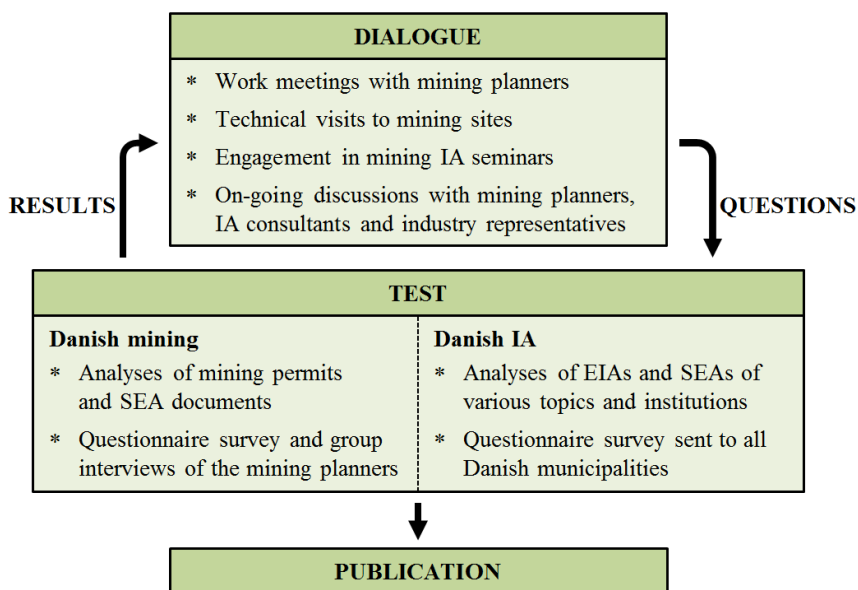 DIALOGUE
* Work meetings with mining planners
* Technical visits to mining sites
* Engagement in mining IA seminars
* On-going discussions with mining planners,
IA consultants and industry representatives
RESULTS
QUESTIONS
TEST
Danish mining
* Analyses of mining permits
and SEA documents
* Questionnaire survey and group
interviews of the mining planners
Danish IA
* Analyses of EIAs and SEAs of
various topics and institutions
* Questionnaire survey sent to all
Danish municipalities
PUBLICATION